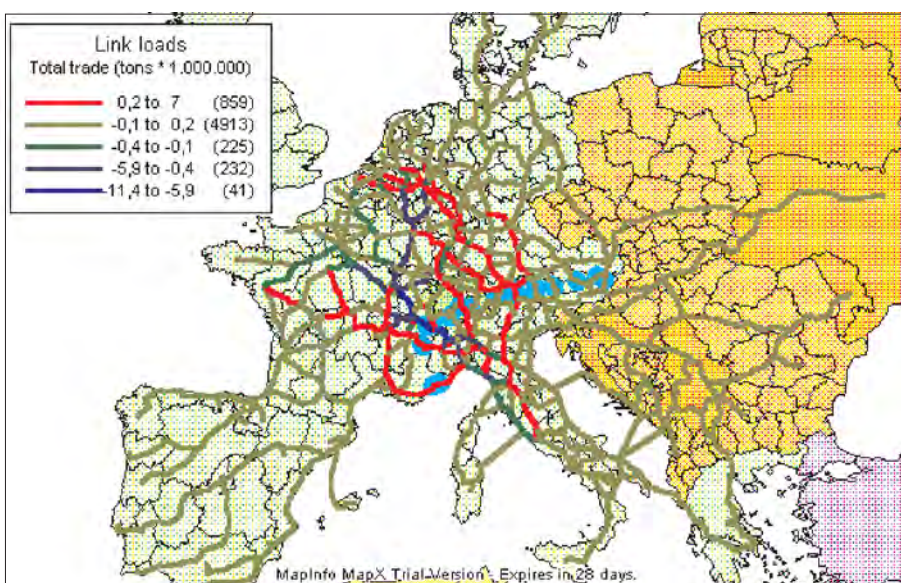 Link loads
Total trade (tons * 1.000.000)
0,2 to 7 (859)
-0,1 to 0,2 (4913)
-0,4 to -0,1 (225)
-5,9 to -0,4 (232)
-11,4 to -5,9 (41)
MapInfo MapX Trial-Version - Expires in 28 days.